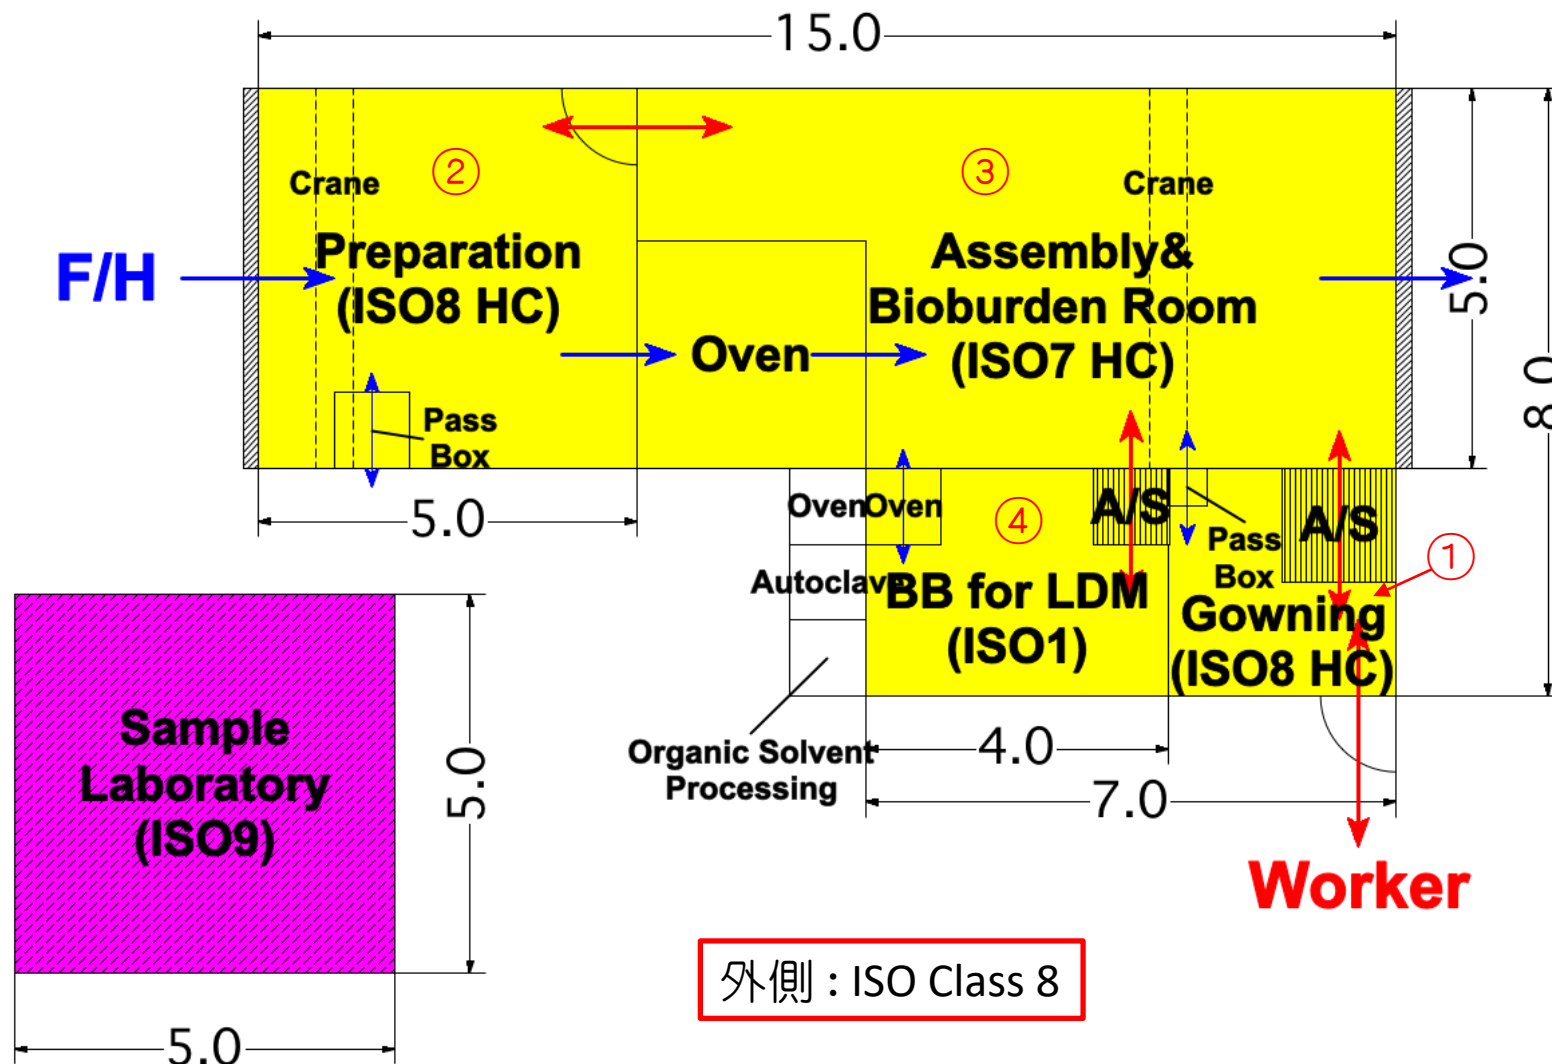 15.0
②
③
Crane
Crane
F/H
Preparation
(ISO8 HC)
Assembly&
Bioburden Room
(ISO7 HC)
5.0
Oven
8.0
Pass
Box
5.0
Oven
Oven
④
A/S
Pass
Box
A/S
①
Autoclave
BB for LDM
(ISO1)
Gowning
(ISO8 HC)
Sample
Laboratory
(ISO9)
5.0
Organic Solvent
Processing
4.0
7.0
Worker
外側 : ISO Class 8
5.0